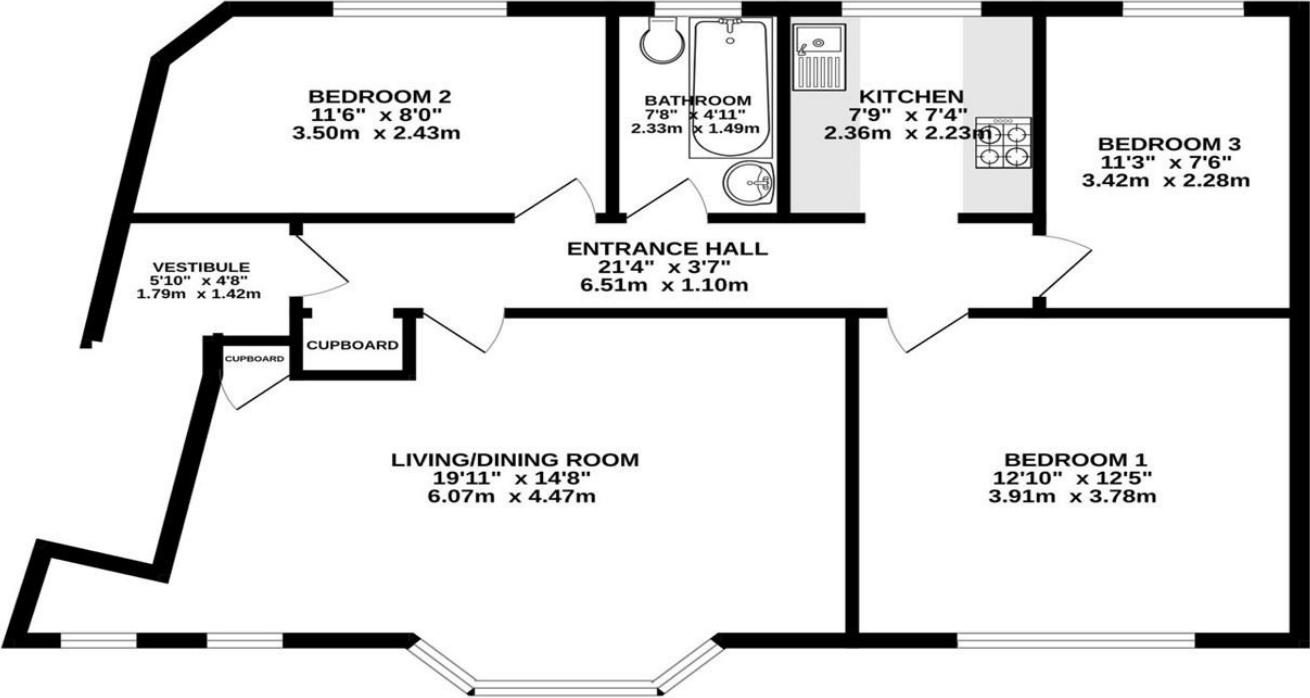 BEDROOM 2
11'6" x 8'0"
3.50m x 2.43m
BATHROOM
7'8" x 4'11"
2.33m x 1.49m
KITCHEN
7'9" x 7'4"
2.36m x 2.23m
BEDROOM 3
11'3" x 7'6"
3.42m x 2.28m
ENTRANCE HALL
21'4" x 3'7"
6.51m x 1.10m
VESTIBULE
5'10" x 4'8"
1.79m x 1.42m
CUPBOARD
CUPBOARD
LIVING/DINING ROOM
19'11" x 14'8"
6.07m x 4.47m
BEDROOM 1
12'10" x 12'5"
3.91m x 3.78m